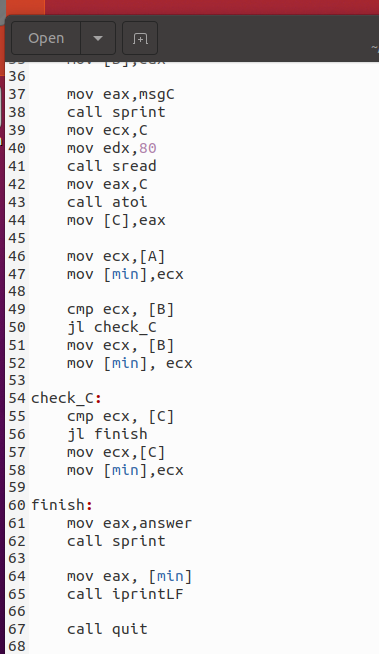 Open
35 mov [B],eax
36
37 mov eax,msgC
38 call sprint
39 mov ecx,C
40 mov edx,80
41 call sread
42 mov eax,C
43 call atoi
44 mov [C],eax
45
46 mov ecx,[A]
47 mov [min],ecx
48
49 cmp ecx, [B]
50 jl check_C
51 mov ecx, [B]
52 mov [min], ecx
53
54 check_C:
55 cmp ecx, [C]
56 jl finish
57 mov ecx,[C]
58 mov [min],ecx
59
60 finish:
61 mov eax,answer
62 call sprint
63
64 mov eax, [min]
65 call iprintLF
66
67 call quit
68